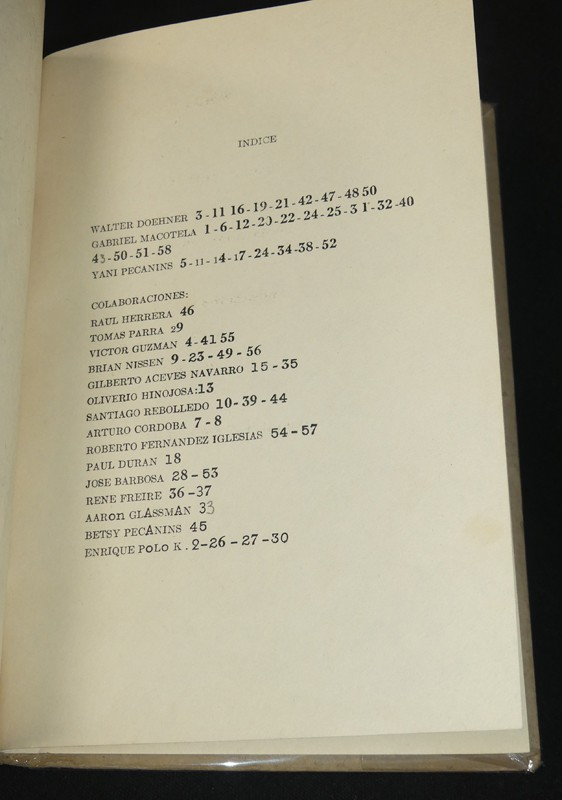 INDICE
WALTER DOEHNER 3-11 16-19-21-42-47-48 50
GABRIEL MACOTELA 1-6-12-20-22-24-25-31-32-40
43-50-51-58
YANI PECANINS 5-11-14-17-24-34-38-52
COLABORACIONES:
RAUL HERRERA 46
TOMAS PARRA 29
VICTOR GUZMAN 4-41 55
BRIAN NISSEN 9-23-49-56
GILBERTO ACEVES NAVARRO 15-35
OLIVERIO HINOJOSA:13
SANTIAGO REBOLLEDO 10-39-44
ARTURO CORDOBA 7-8
ROBERTO FERNANDEZ IGLESIAS 54-57
PAUL DURAN 18
JOSE BARBOSA 28-53
RENE FREIRE 36-37
AARon GLASSMAN 33
BETSY PECANINS 45
ENRIQUE POLO K. 2-26-27-30